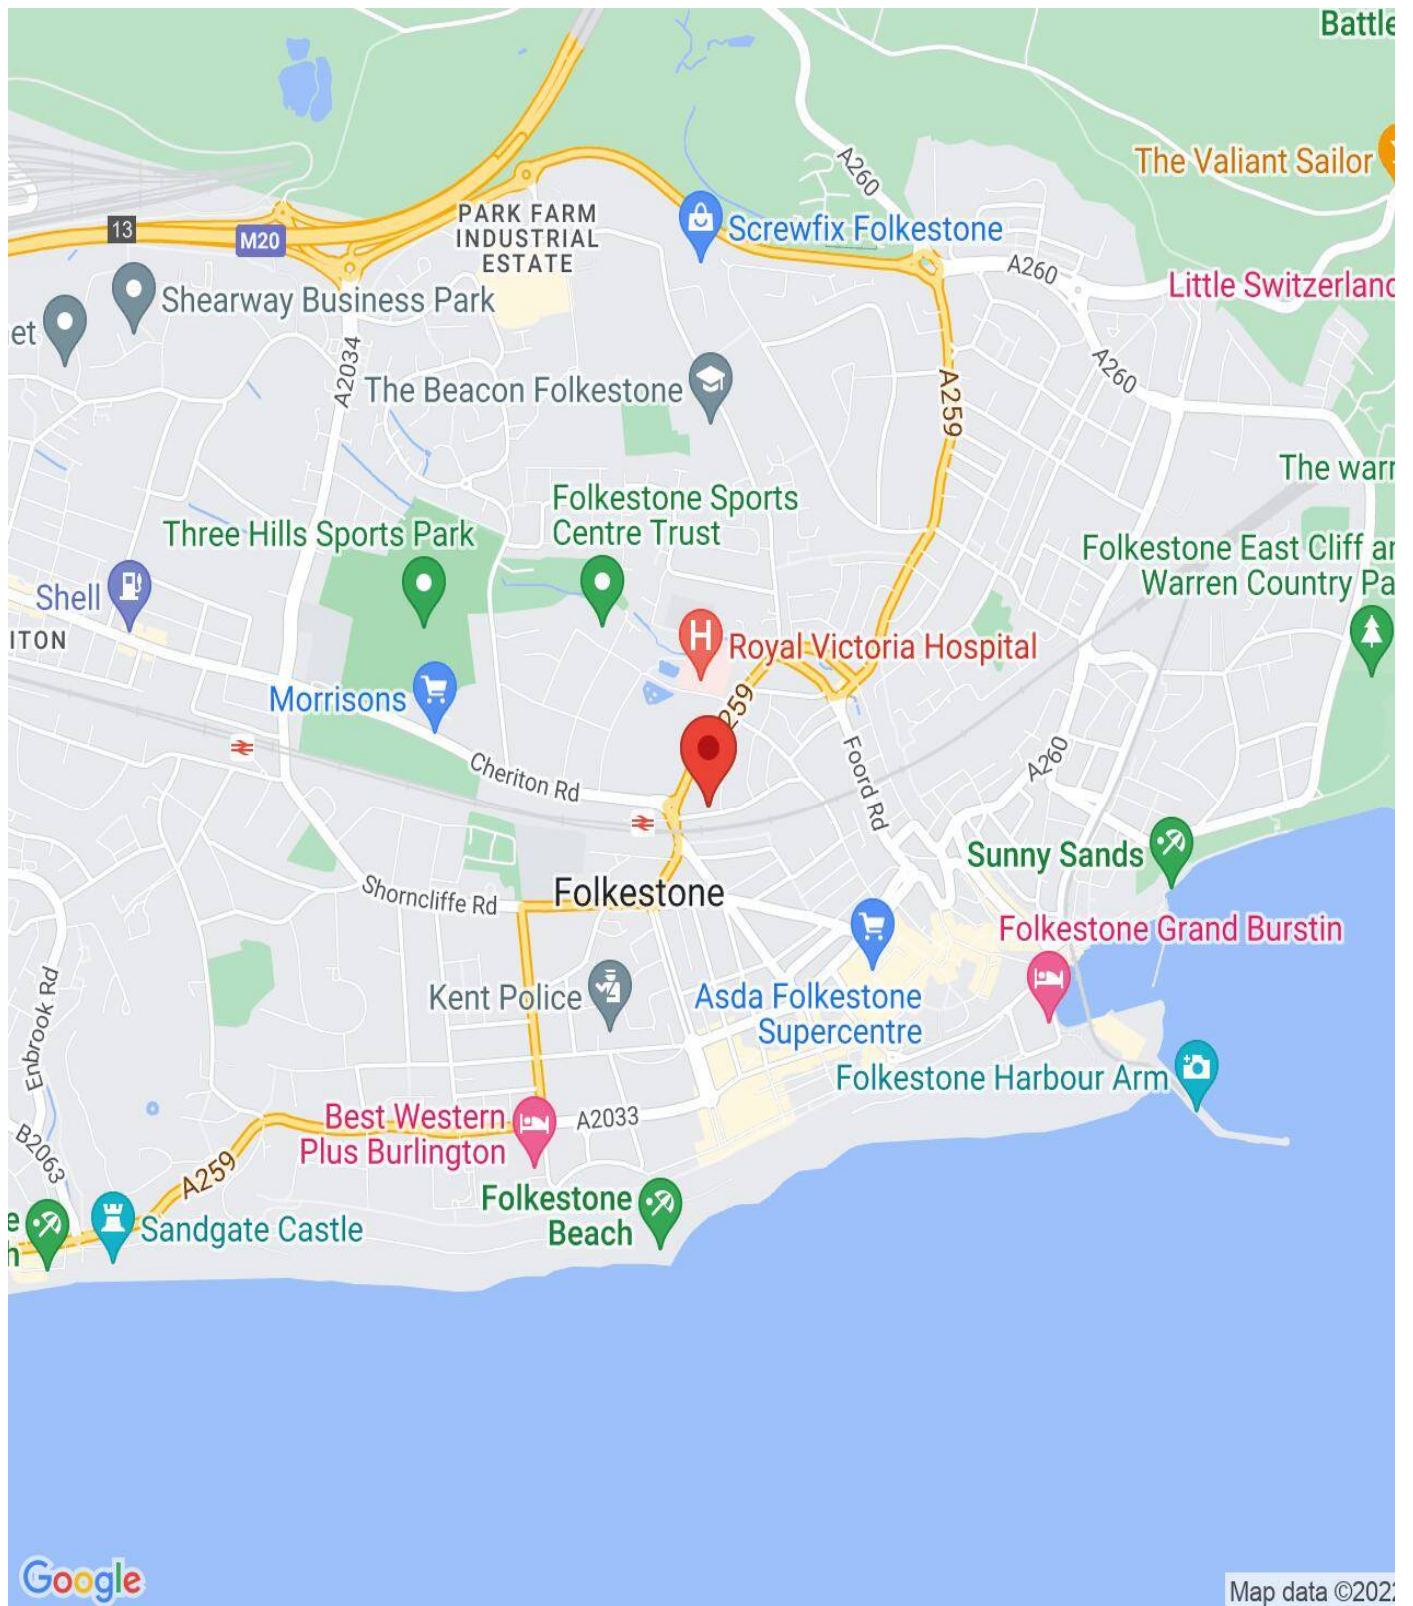 Battle
The Valiant Sailor
A260
PARK FARM
INDUSTRIAL
ESTATE
Screwfix Folkestone
13
M20
A260
Little Switzerland
Shearway Business Park
et
A2034
The Beacon Folkestone
A259
A260
The warr
Folkestone Sports
Centre Trust
Three Hills Sports Park
Folkestone East Cliff an
Warren Country Pa
Shell
ITON
H
Royal Victoria Hospital
Morrisons
259
Cheriton Rd
Foord Rd
A260
Sunny Sands
Shorncliffe Rd
Folkestone
Folkestone Grand Burstin
Kent Police
Asda Folkestone
Supercentre
Enbrook Rd
Folkestone Harbour Arm
Best Western
Plus Burlington
A2033
B2063
A259
Folkestone
Beach
e
h
Sandgate Castle
Google
Map data ©2022